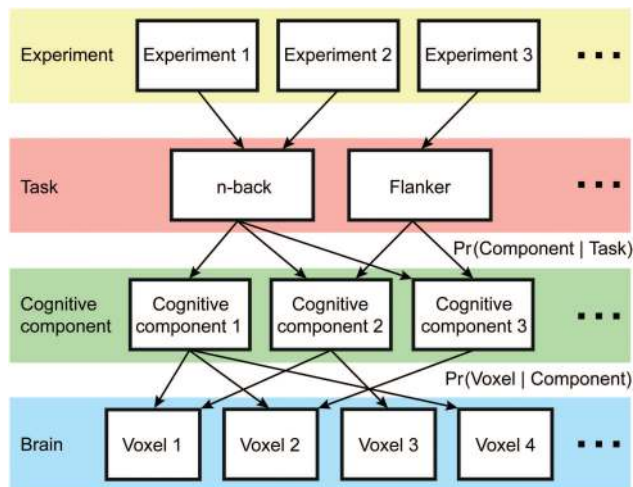 Experiment
Experiment 1
Experiment 2
Experiment 3
...
Task
n-back
Flanker
...
Pr(Component | Task)
Cognitive
component
Cognitive
component 1
Cognitive
component 2
Cognitive
component 3
...
Pr(Voxel | Component)
Brain
Voxel 1
Voxel 2
Voxel 3
Voxel 4
...